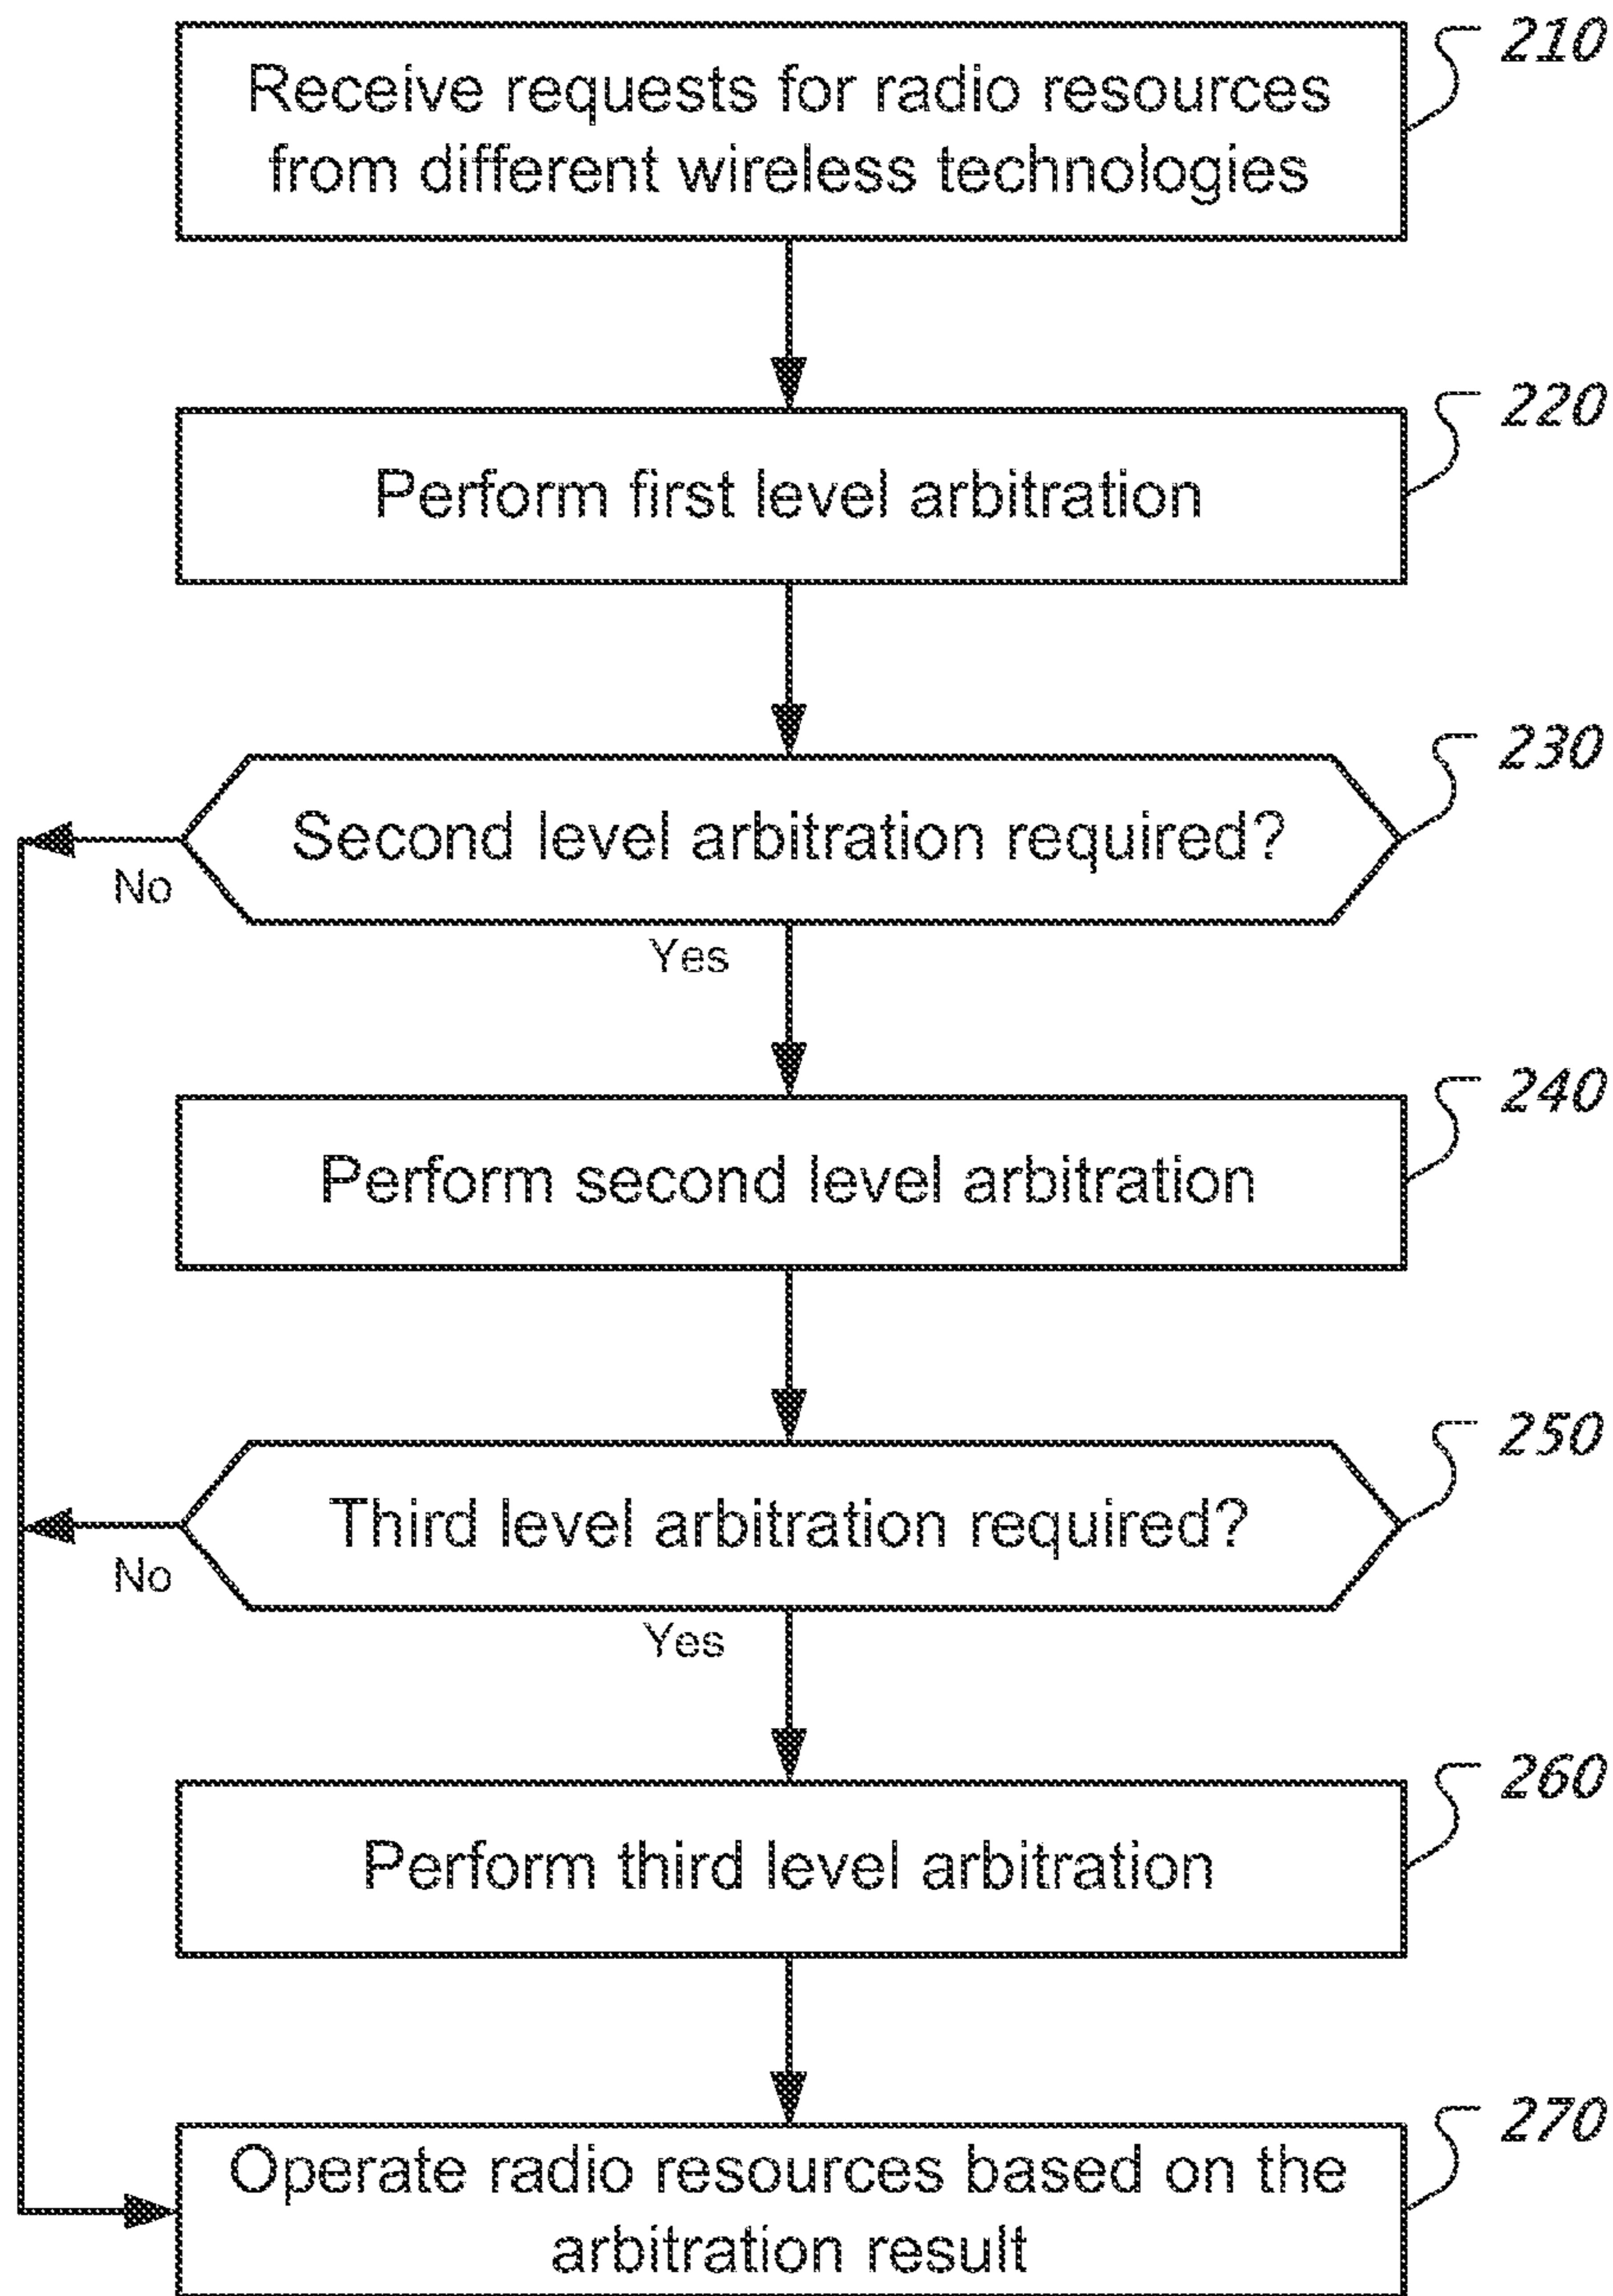 210
Receive requests for radio resources
from different wireless technologies
220
Perform first level arbitration
230
Second level arbitration required?
No
Yes
240
Perform second level arbitration
250
Third level arbitration required?
No
Yes
260
Perform third level arbitration
270
Operate radio resources based on the
arbitration result